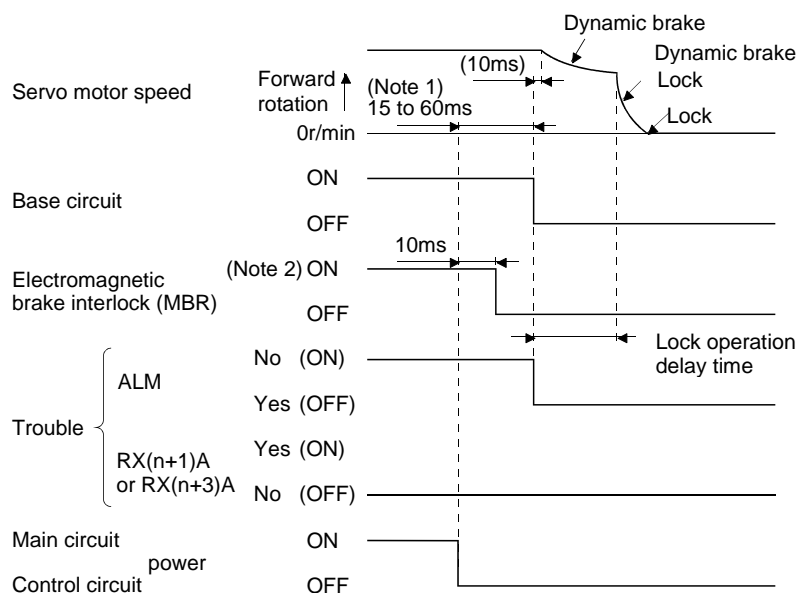 Dynamic brake
Dynamic brake
Lock
Lock
(10ms)
Servo motor speed
Forward
rotation
(Note 1)
15 to 60ms
0r/min
Base circuit
ON
OFF
10ms
Electromagnetic
brake interlock (MBR)
(Note 2) ON
OFF
Lock operation
delay time
Trouble
ALM
No (ON)
Yes (OFF)
RX(n+1)A
or RX(n+3)A
Yes (ON)
No (OFF)
Main circuit
power
Control circuit
ON
OFF